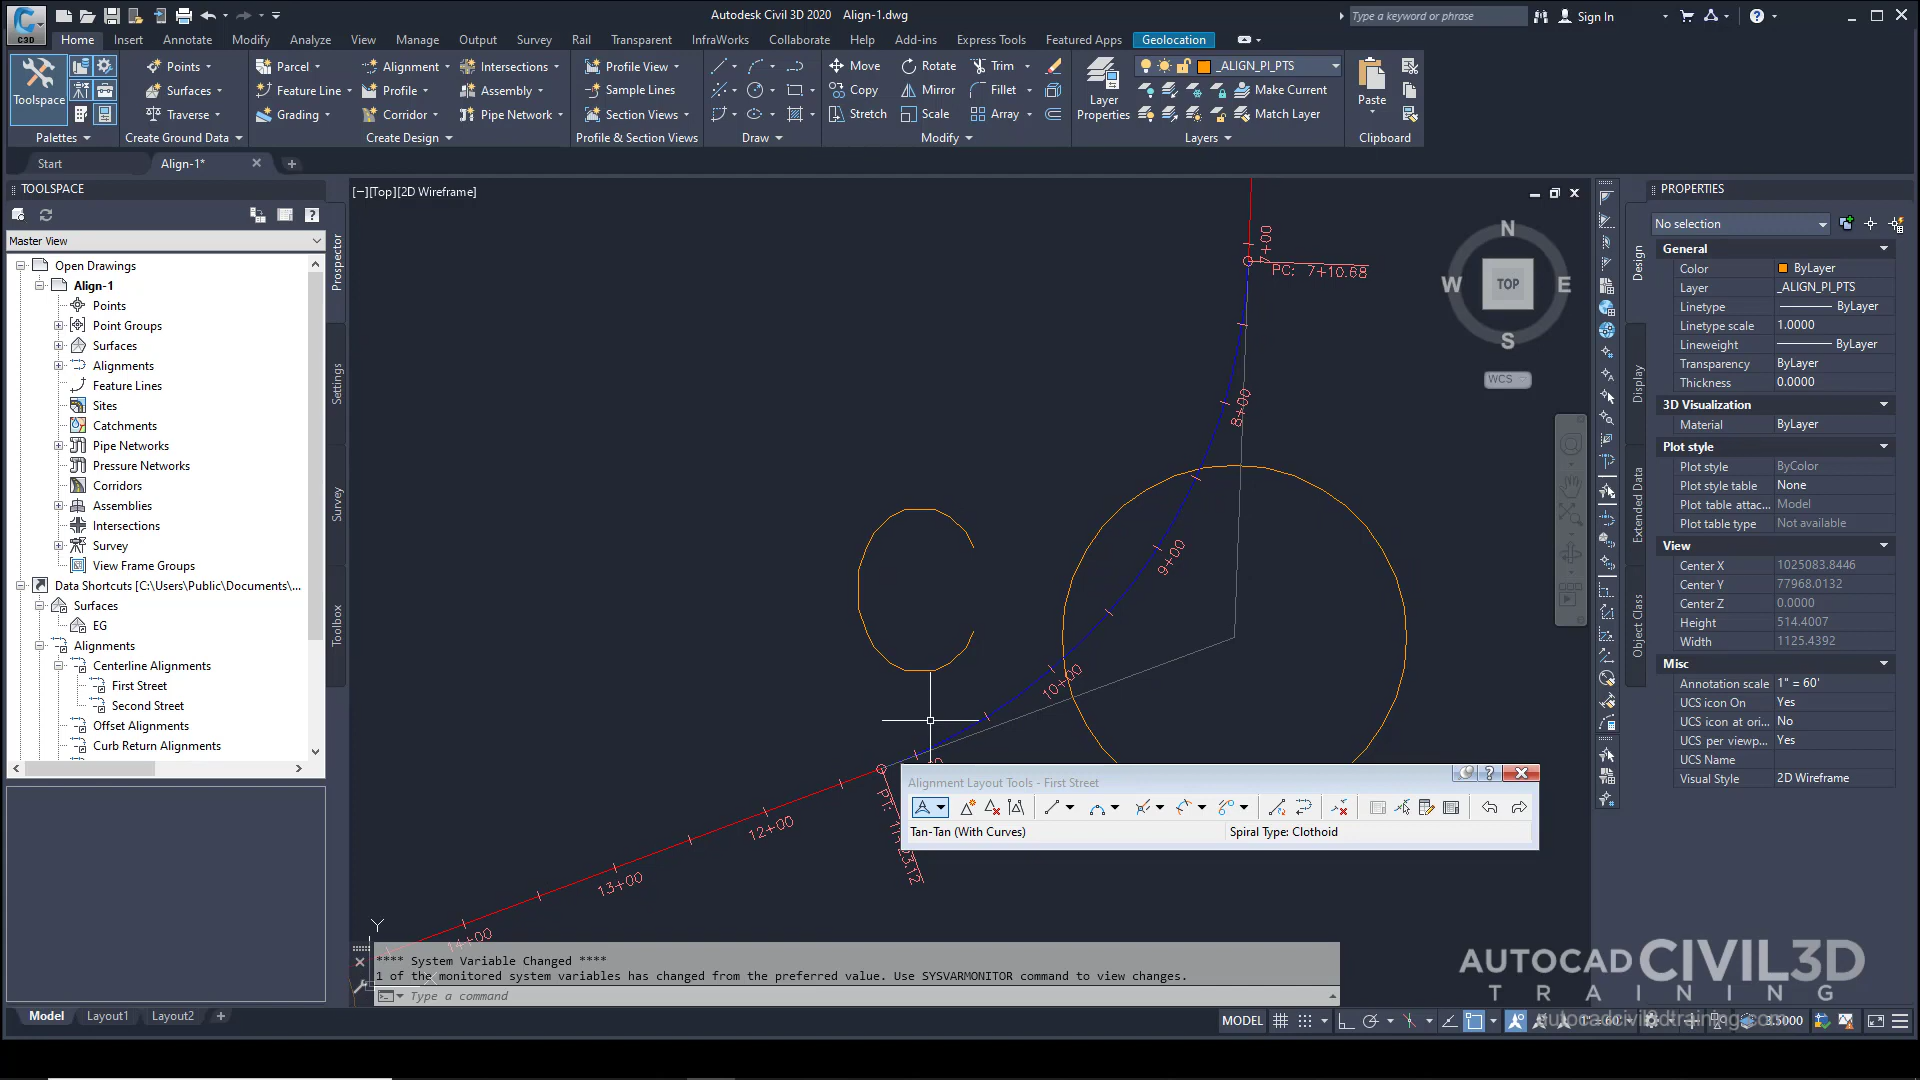 Autodesk Civil 3D 2020 Align-1.dwg
Type a keyword or phrase
Sign In
C3D
Home Insert Annotate Modify Analyze View Manage Output Survey Rail Transparent InfraWorks Collaborate Help Add-ins Express Tools Featured Apps Geolocation
Points Parcel Alignment Intersections Profile View Move Rotate Trim _ALIGN_PI_PTS
Toolspace
Surfaces Feature Line Profile Assembly Sample Lines Copy Mirror Fillet Make Current
Layer Properties
Paste
Traverse Grading Corridor Pipe Network Section Views Stretch Scale Array Match Layer
Palettes Create Ground Data Create Design Profile & Section Views Draw Modify Layers Clipboard
Start Align-1*
TOOLSPACE
Master View
Open Drawings
Align-1
Points
Point Groups
Surfaces
Alignments
Feature Lines
Sites
Catchments
Pipe Networks
Pressure Networks
Corridors
Assemblies
Intersections
Survey
View Frame Groups
Data Shortcuts [C:\Users\Public\Documents\...
Surfaces
EG
Alignments
Centerline Alignments
First Street
Second Street
Offset Alignments
Curb Return Alignments
Prospector
Settings
Survey
Toolbox
[−][Top][2D Wireframe]
7+00
PC: 7+10.68
8+00
9+00
10+00
12+00
13+00
14+00
C
N
W TOP E
S
WCS
Alignment Layout Tools - First Street
Tan-Tan (With Curves) Spiral Type: Clothoid
Y
X
**** System Variable Changed ****
1 of the monitored system variables has changed from the preferred value. Use SYSVARMONITOR command to view changes.
Type a command
Model Layout1 Layout2
MODEL
1" = 60'
3.5000
PROPERTIES
No selection
Design
Display
Extended Data
Object Class
General
Color ByLayer
Layer _ALIGN_PI_PTS
Linetype ByLayer
Linetype scale 1.0000
Lineweight ByLayer
Transparency ByLayer
Thickness 0.0000
3D Visualization
Material ByLayer
Plot style
Plot style ByColor
Plot style table None
Plot table attac... Model
Plot table type Not available
View
Center X 1025083.8446
Center Y 77968.0132
Center Z 0.0000
Height 514.4007
Width 1125.4392
Misc
Annotation scale 1" = 60'
UCS icon On Yes
UCS icon at ori... No
UCS per viewp... Yes
UCS Name
Visual Style 2D Wireframe
AUTOCAD CIVIL3D
TRAINING
autocadcivil3dtraining.com